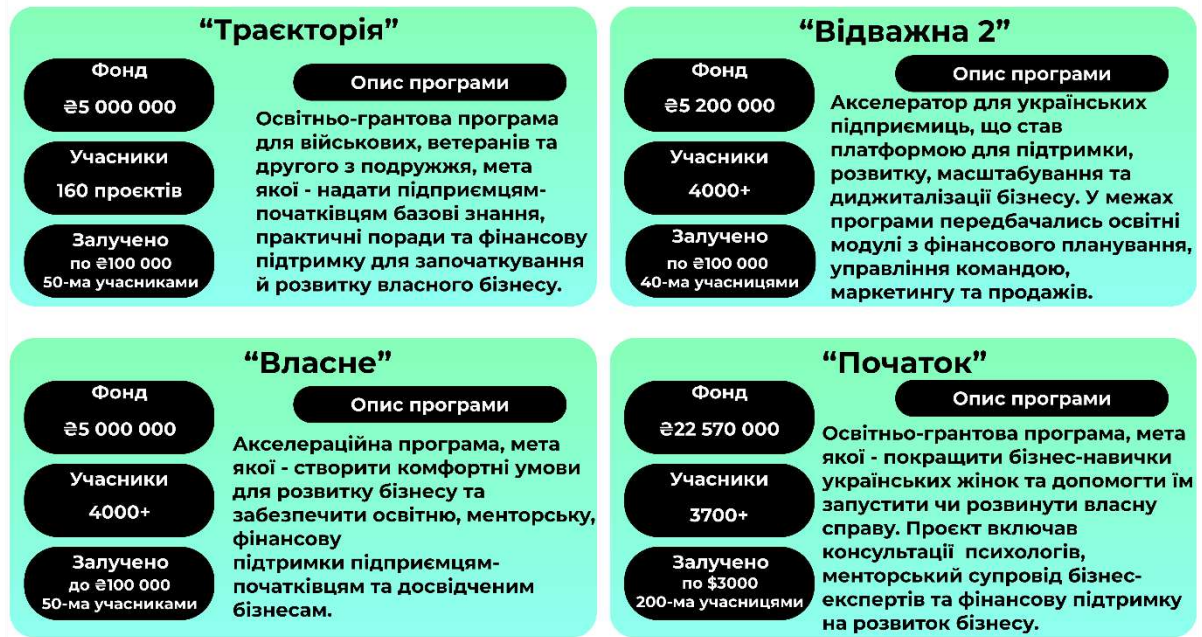 “Траєкторія”
Фонд
₴5 000 000
Учасники
160 проєктів
Залучено
по ₴100 000
50-ма учасниками
Опис програми
Освітньо-грантова програма
для військових, ветеранів та
другого з подружжя, мета
якої - надати підприємцям-
початківцям базові знання,
практичні поради та фінансову
підтримку для започаткування
й розвитку власного бізнесу.
“Відважна 2”
Фонд
₴5 200 000
Учасники
4000+
Залучено
по ₴100 000
40-ма учасницями
Опис програми
Акселератор для українських
підприємиць, що став
платформою для підтримки,
розвитку, масштабування та
диджиталізації бізнесу. У межах
програми передбачались освітні
модулі з фінансового планування,
управління командою,
маркетингу та продажів.
“Власне”
Фонд
₴5 000 000
Учасники
4000+
Залучено
до ₴100 000
50-ма учасниками
Опис програми
Акселераційна програма, мета
якої - створити комфортні умови
для розвитку бізнесу та
забезпечити освітню, менторську,
фінансову
підтримки підприємцям-
початківцям та досвідченим
бізнесам.
“Початок”
Фонд
₴22 570 000
Учасники
3700+
Залучено
по $3000
200-ма учасницями
Опис програми
Освітньо-грантова програма, мета
якої - покращити бізнес-навички
українських жінок та допомогти їм
запустити чи розвинути власну
справу. Проєкт включав
консультації психологів,
менторський супровід бізнес-
експертів та фінансову підтримку
на розвиток бізнесу.